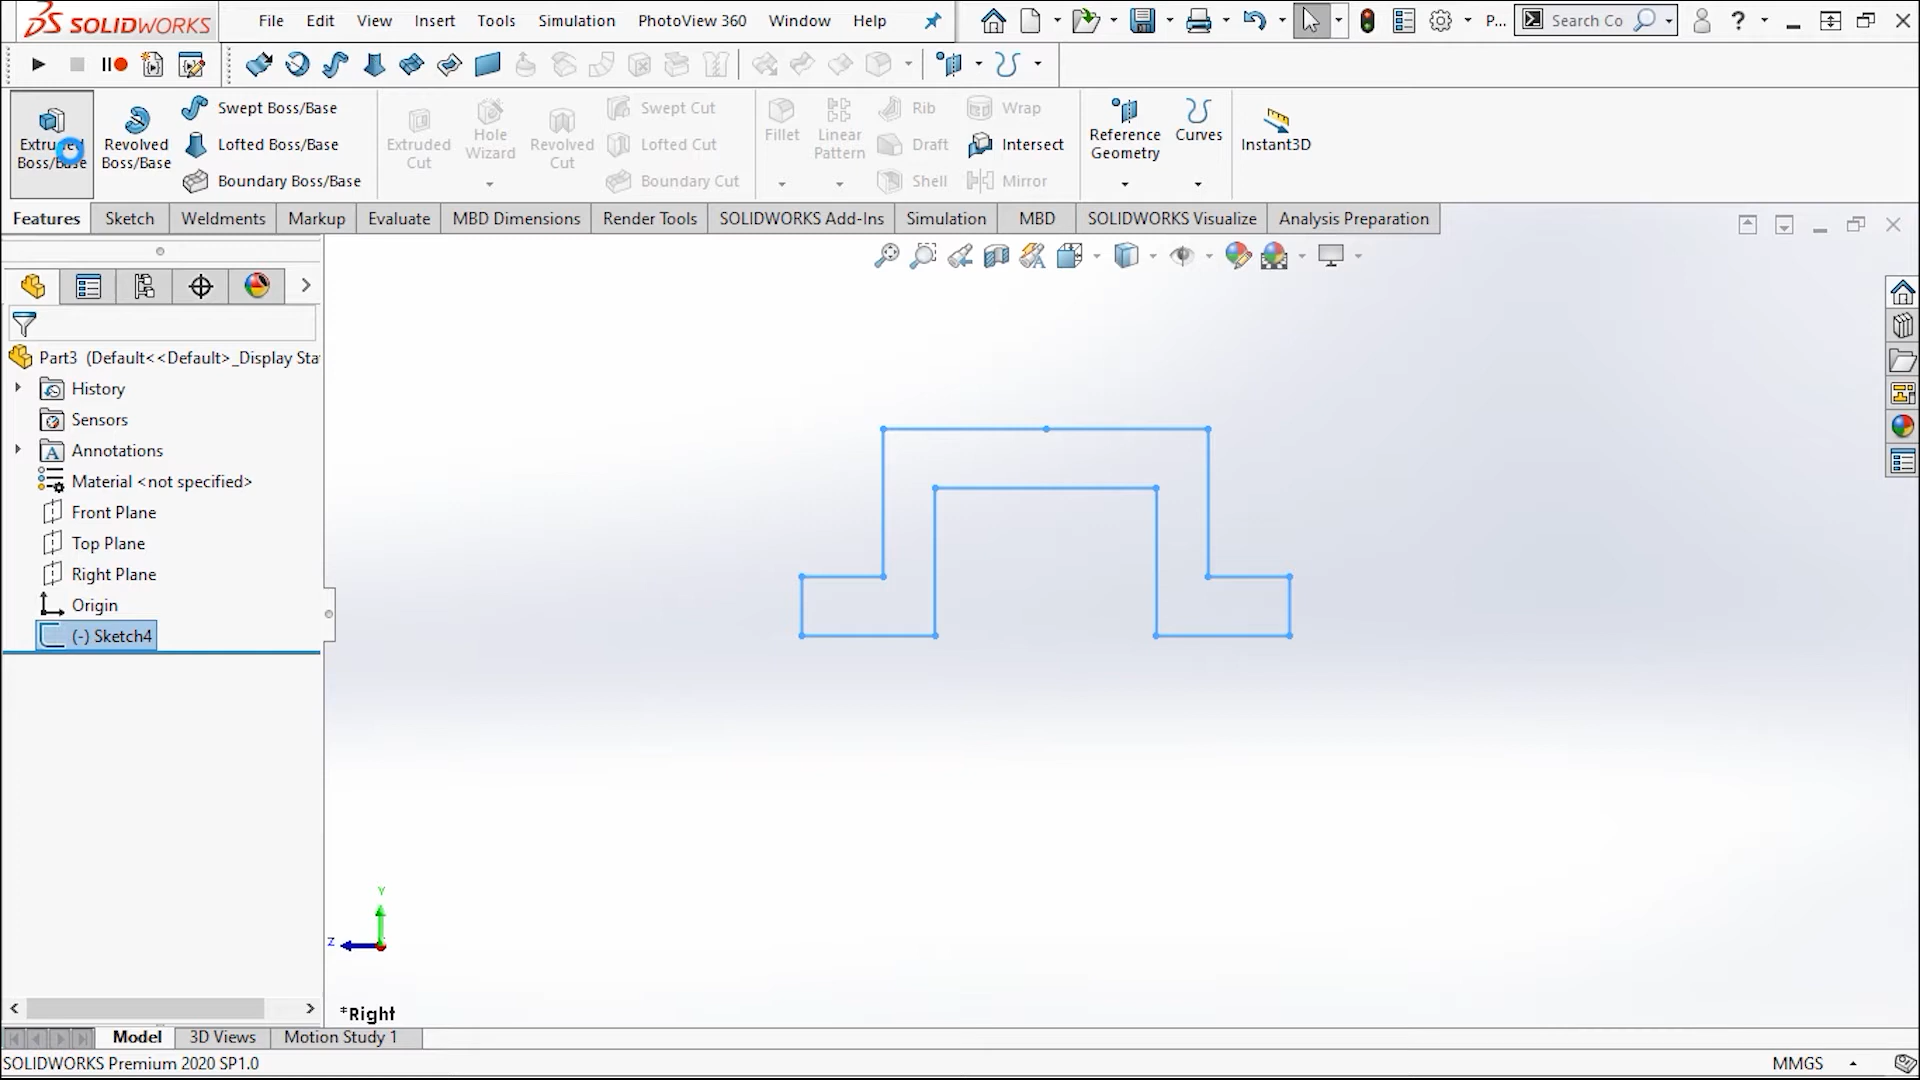 SOLIDWORKS File Edit View Insert Tools Simulation PhotoView 360 Window Help P... Search Co ?
Extruded Boss/Base
Revolved Boss/Base
Swept Boss/Base
Lofted Boss/Base
Boundary Boss/Base
Extruded Cut
Hole Wizard
Revolved Cut
Swept Cut
Lofted Cut
Boundary Cut
Fillet
Linear Pattern
Rib
Draft
Shell
Wrap
Intersect
Mirror
Reference Geometry
Curves
Instant3D
Features Sketch Weldments Markup Evaluate MBD Dimensions Render Tools SOLIDWORKS Add-Ins Simulation MBD SOLIDWORKS Visualize Analysis Preparation
Part3 (Default<<Default>_Display Sta
History
Sensors
A Annotations
Material <not specified>
Front Plane
Top Plane
Right Plane
Origin
(-) Sketch4
Y
Z
*Right
Model 3D Views Motion Study 1
SOLIDWORKS Premium 2020 SP1.0 MMGS